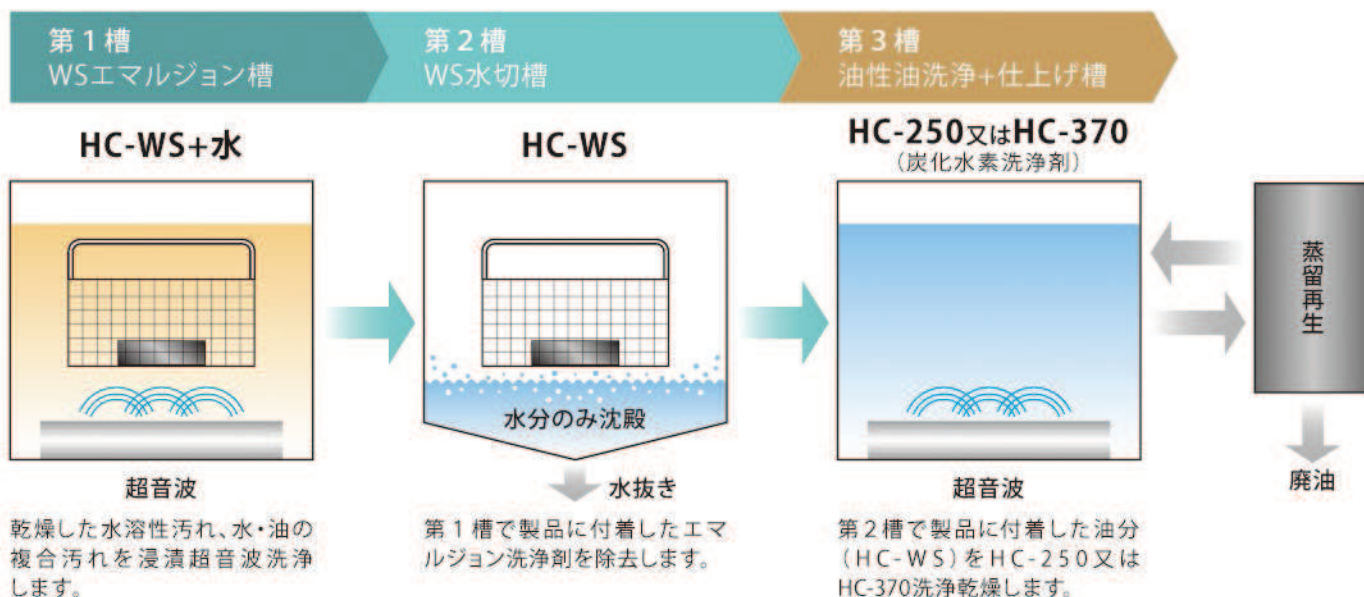 第1槽
WSエマルジョン槽
第2槽
WS水切槽
第3槽
油性油洗浄+仕上げ槽
HC-WS+水
HC-WS
HC-250又はHC-370
(炭化水素洗浄剤)
水分のみ沈殿
蒸留再生
超音波
水抜き
超音波
廃油
乾燥した水溶性汚れ、水・油の
複合汚れを浸漬超音波洗浄
します。
第1槽で製品に付着したエマ
ルジョン洗浄剤を除去します。
第2槽で製品に付着した油分
(HC-WS)をHC-250又は
HC-370洗浄乾燥します。